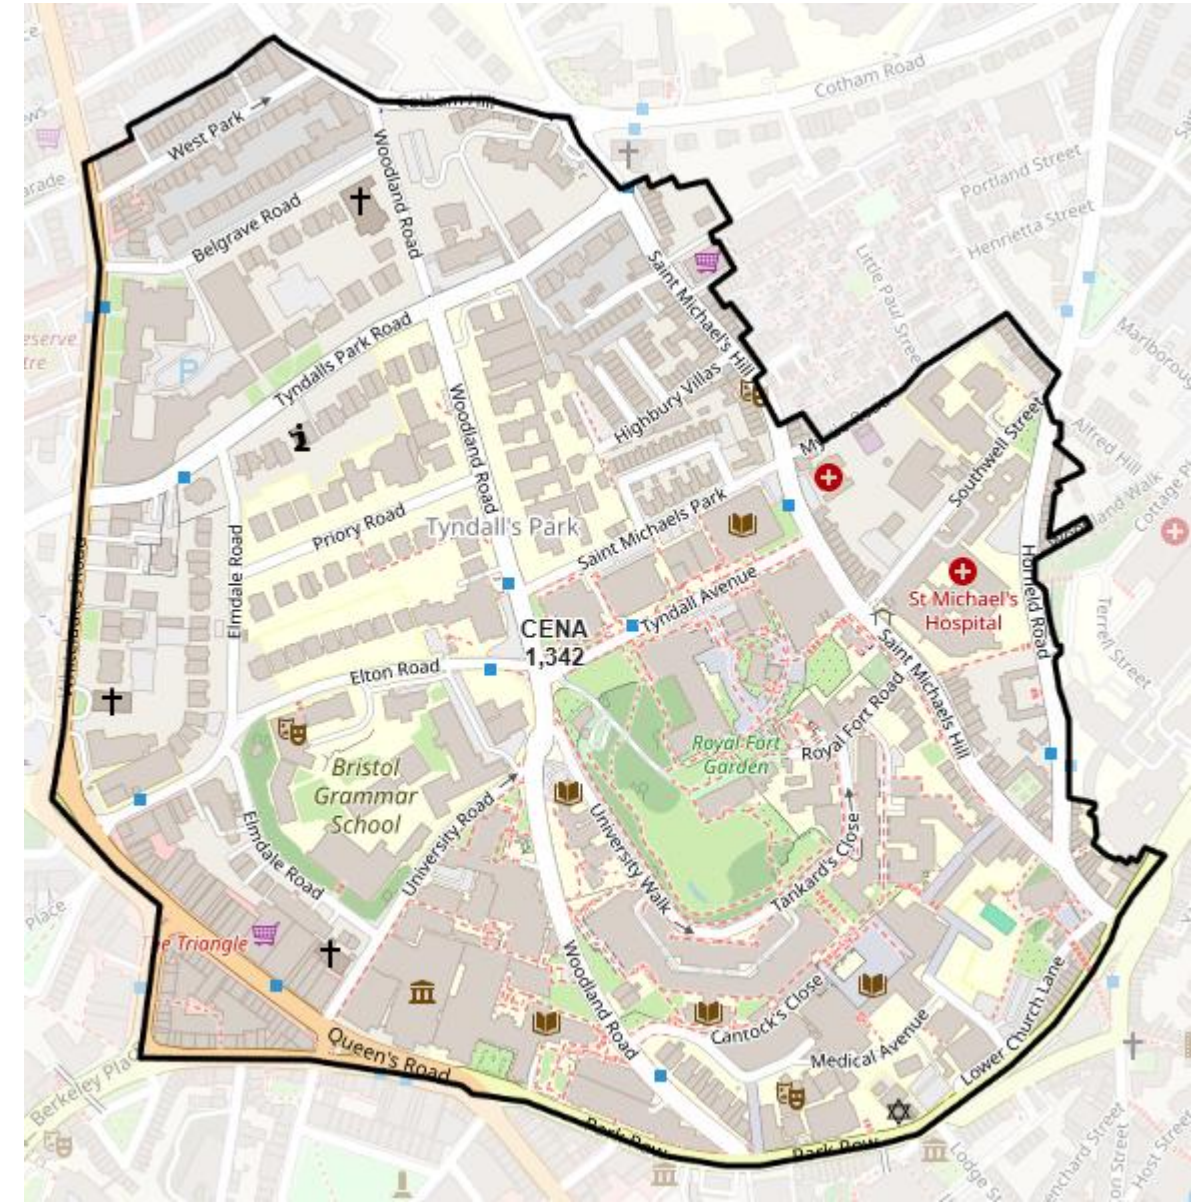 Cotham Road
Cotham Hill
West Park
Woodland Road
Portland Street
Henrietta Street
Belgrave Road
Little Paul Street
Saint Michael's Hill
Tyndalls Park Road
Highbury Villas
Woodland Road
Southwell Street
Alfred Hill
Priory Road
Tyndall's Park
Saint Michaels Park
Elmdale Road
Tyndall Avenue
CENA
1,342
St Michael's
Hospital
Horfield Road
Terrell Street
Elton Road
Saint Michaels Hill
Royal Fort Road
Royal Fort
Garden
Bristol
Grammar
School
University Road
University Walk
Tankard's Close
Elmdale Road
Place
The Triangle
Woodland Road
Cantock's Close
Medical Avenue
Lower Church Lane
Queen's Road
Park Row
Park Row